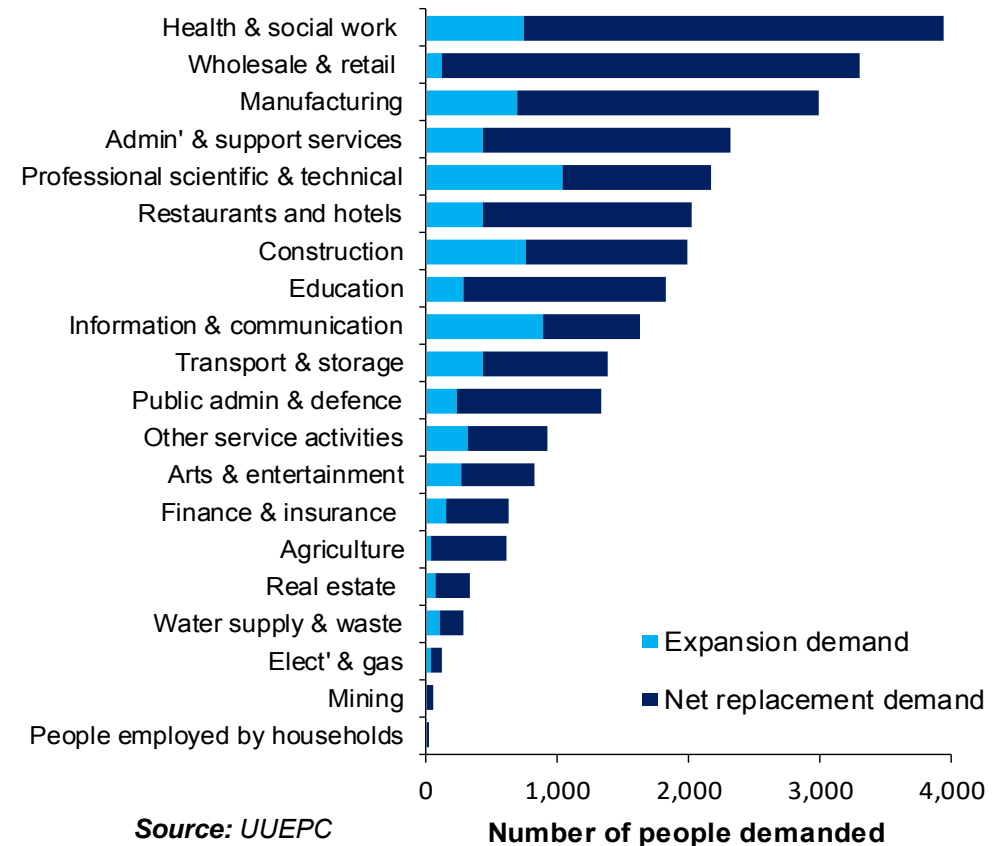 Health & social work
Wholesale & retail
Manufacturing
Admin' & support services
Professional scientific & technical
Restaurants and hotels
Construction
Education
Information & communication
Transport & storage
Public admin & defence
Other service activities
Arts & entertainment
Finance & insurance
Agriculture
Real estate
Water supply & waste
Elect' & gas
Mining
People employed by households
Expansion demand
Net replacement demand
0 1,000 2,000 3,000 4,000
Number of people demanded
Source: UUEPC